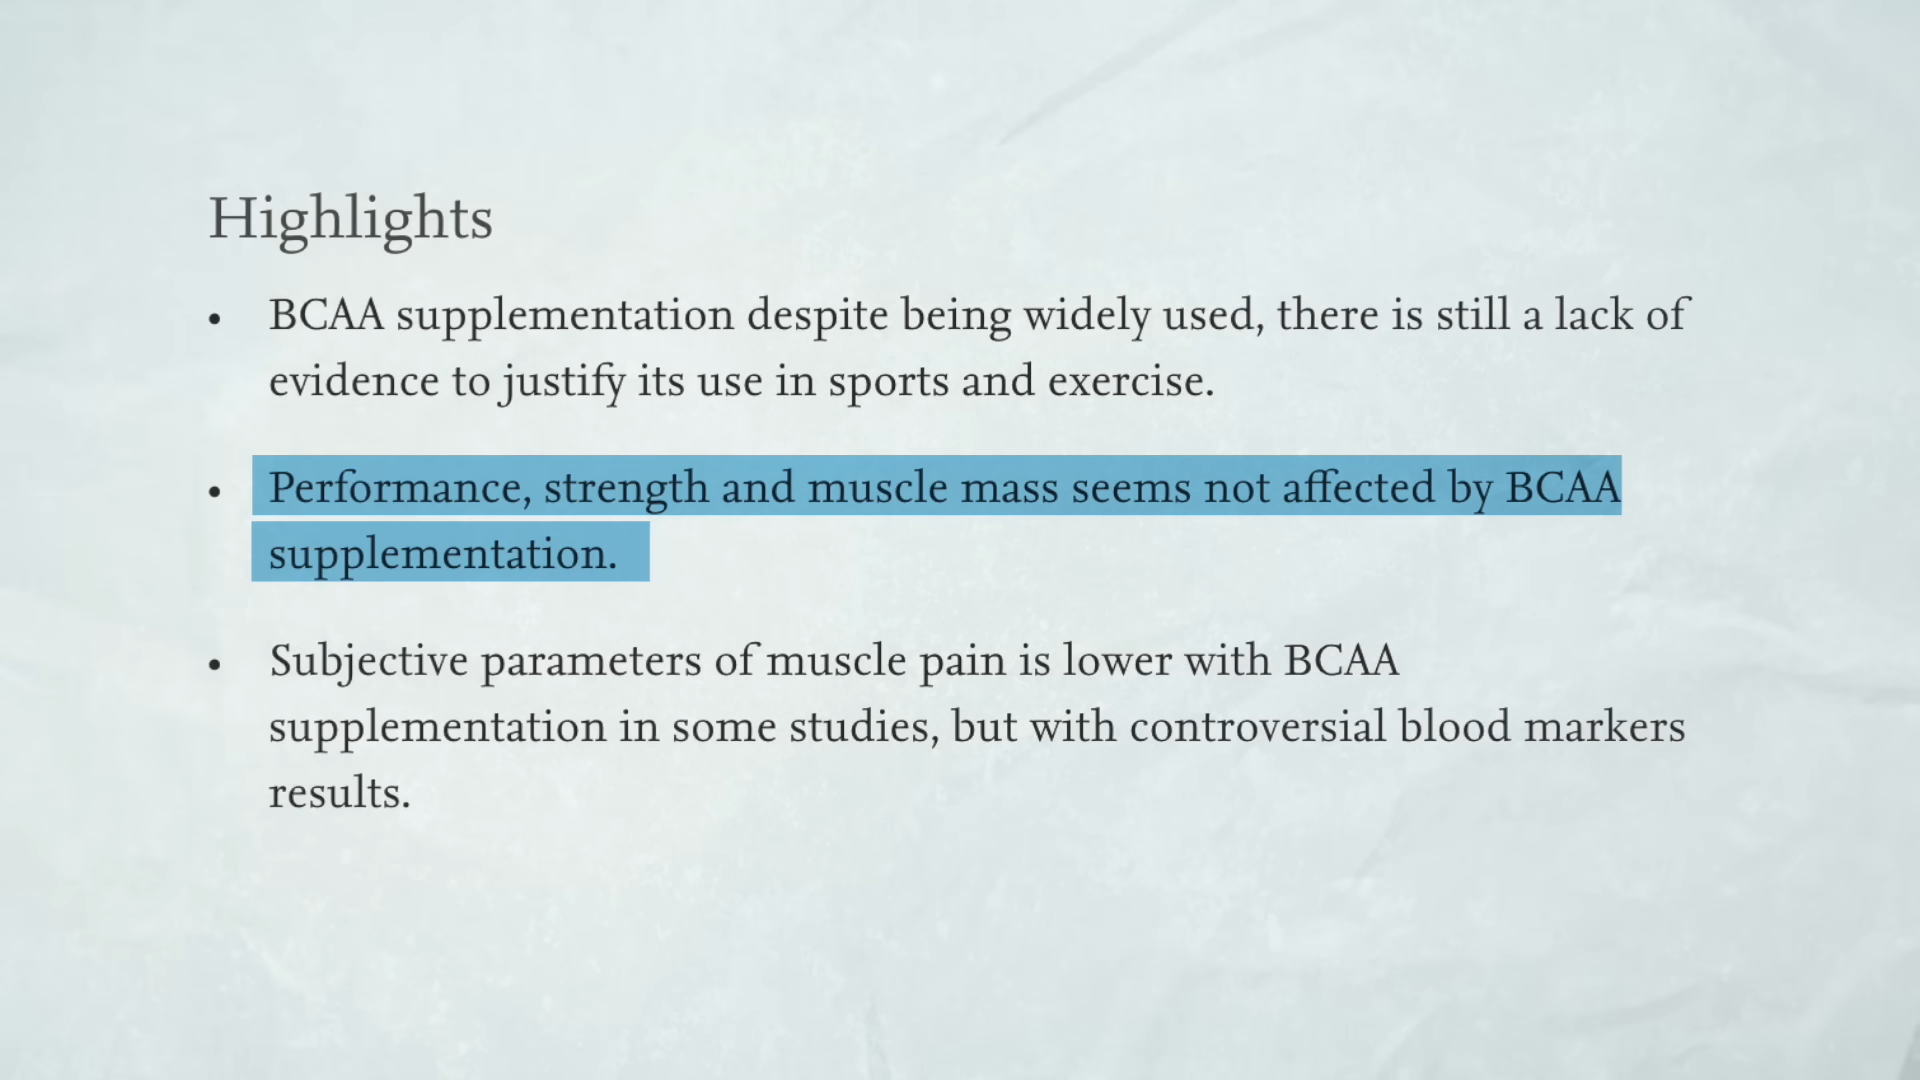 Highlights
• BCAA supplementation despite being widely used, there is still a lack of
evidence to justify its use in sports and exercise.
• Performance, strength and muscle mass seems not affected by BCAA
supplementation.
• Subjective parameters of muscle pain is lower with BCAA
supplementation in some studies, but with controversial blood markers
results.